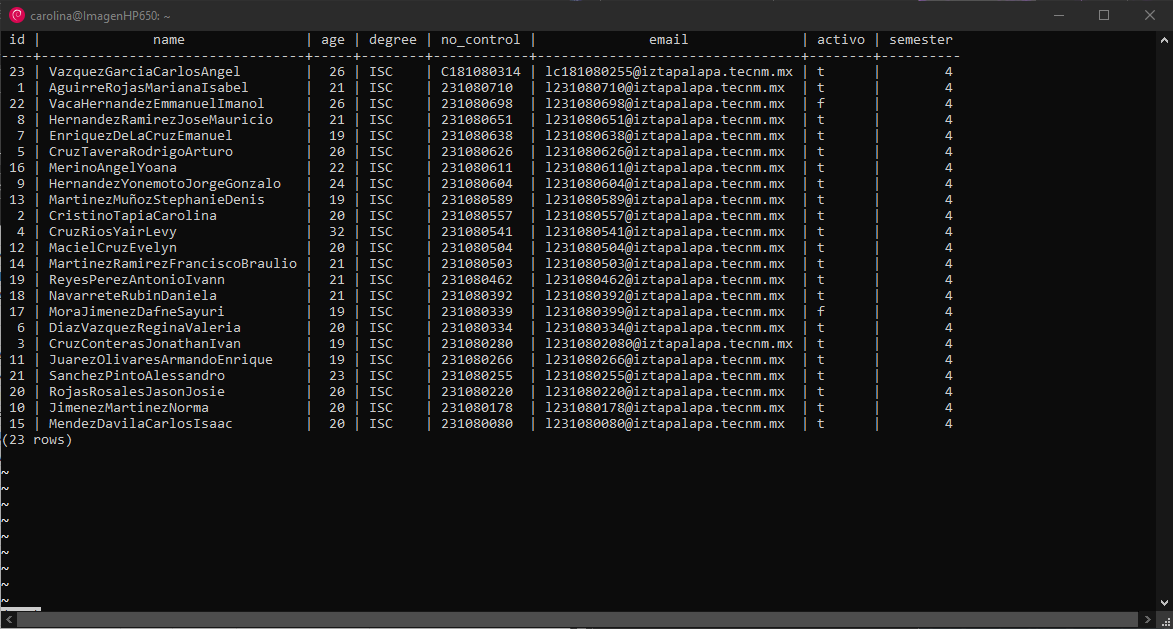 carolina@ImagenHP650: ~
id | name | age | degree | no_control | email | activo | semester
----+--------------------------------+-----+--------+------------+---------------------------------+--------+----------
23 | VazquezGarciaCarlosAngel | 26 | ISC | C181080314 | lc181080255@iztapalapa.tecnm.mx | t | 4
1 | AguirreRojasMarianaIsabel | 21 | ISC | 231080710 | l231080710@iztapalapa.tecnm.mx | t | 4
22 | VacaHernandezEmmanuelImanol | 26 | ISC | 231080698 | l231080698@iztapalapa.tecnm.mx | f | 4
8 | HernandezRamirezJoseMauricio | 21 | ISC | 231080651 | l231080651@iztapalapa.tecnm.mx | t | 4
7 | EnriquezDeLaCruzEmanuel | 19 | ISC | 231080638 | l231080638@iztapalapa.tecnm.mx | t | 4
5 | CruzTaveraRodrigoArturo | 20 | ISC | 231080626 | l231080626@iztapalapa.tecnm.mx | t | 4
16 | MerinoAngelYoana | 22 | ISC | 231080611 | l231080611@iztapalapa.tecnm.mx | t | 4
9 | HernandezYonemotoJorgeGonzalo | 24 | ISC | 231080604 | l231080604@iztapalapa.tecnm.mx | t | 4
13 | MartinezMuñozStephanieDenis | 19 | ISC | 231080589 | l231080589@iztapalapa.tecnm.mx | t | 4
2 | CristinoTapiaCarolina | 20 | ISC | 231080557 | l231080557@iztapalapa.tecnm.mx | t | 4
4 | CruzRiosYairLevy | 32 | ISC | 231080541 | l231080541@iztapalapa.tecnm.mx | t | 4
12 | MacielCruzEvelyn | 20 | ISC | 231080504 | l231080504@iztapalapa.tecnm.mx | t | 4
14 | MartinezRamirezFranciscoBraulio | 21 | ISC | 231080503 | l231080503@iztapalapa.tecnm.mx | t | 4
19 | ReyesPerezAntonioIvann | 21 | ISC | 231080462 | l231080462@iztapalapa.tecnm.mx | t | 4
18 | NavarreteRubinDaniela | 21 | ISC | 231080392 | l231080392@iztapalapa.tecnm.mx | t | 4
17 | MoraJimenezDafneSayuri | 19 | ISC | 231080339 | l231080399@iztapalapa.tecnm.mx | f | 4
6 | DiazVazquezReginaValeria | 20 | ISC | 231080334 | l231080334@iztapalapa.tecnm.mx | t | 4
3 | CruzConterasJonathanIvan | 19 | ISC | 231080280 | l2310802080@iztapalapa.tecnm.mx | t | 4
11 | JuarezOlivaresArmandoEnrique | 19 | ISC | 231080266 | l231080266@iztapalapa.tecnm.mx | t | 4
21 | SanchezPintoAlessandro | 23 | ISC | 231080255 | l231080255@iztapalapa.tecnm.mx | t | 4
20 | RojasRosalesJasonJosie | 20 | ISC | 231080220 | l231080220@iztapalapa.tecnm.mx | t | 4
10 | JimenezMartinezNorma | 20 | ISC | 231080178 | l231080178@iztapalapa.tecnm.mx | t | 4
15 | MendezDavilaCarlosIsaac | 20 | ISC | 231080080 | l231080080@iztapalapa.tecnm.mx | t | 4
(23 rows)
~
~
~
~
~
~
~
~
~